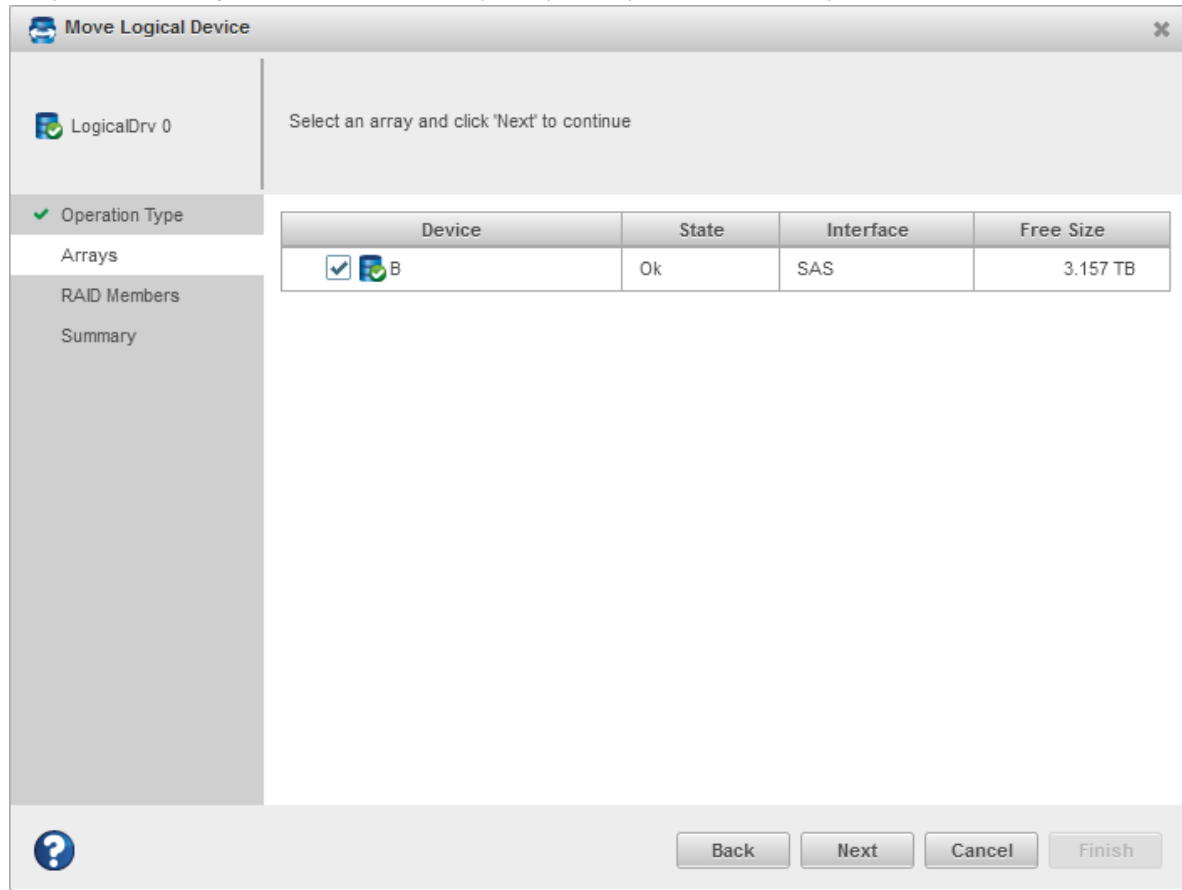 Move Logical Device
LogicalDrv 0
Select an array and click 'Next' to continue
Operation Type
Arrays
RAID Members
Summary
Device State Interface Free Size
B Ok SAS 3.157 TB
? Back Next Cancel Finish